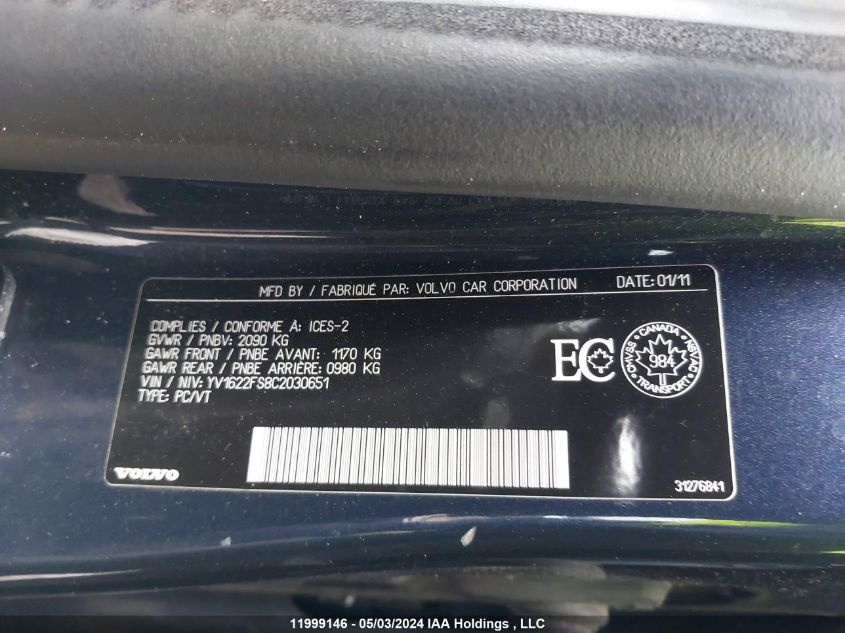 MFD BY / FABRIQUÉ PAR: VOLVO CAR CORPORATION DATE: 01/11
COMPLIES / CONFORME À: ICES-2
GVWR / PNBV: 2090 KG
GAWR FRONT / PNBE AVANT: 1170 KG
GAWR REAR / PNBE ARRIÈRE: 0980 KG
VIN / NIV: YV1622FS8C2030651
TYPE: PC/VT
EC
CANADA
CMVSS NSVAC
984
TRANSPORT
VOLVO
31276841
11999146 - 05/03/2024 IAA Holdings , LLC